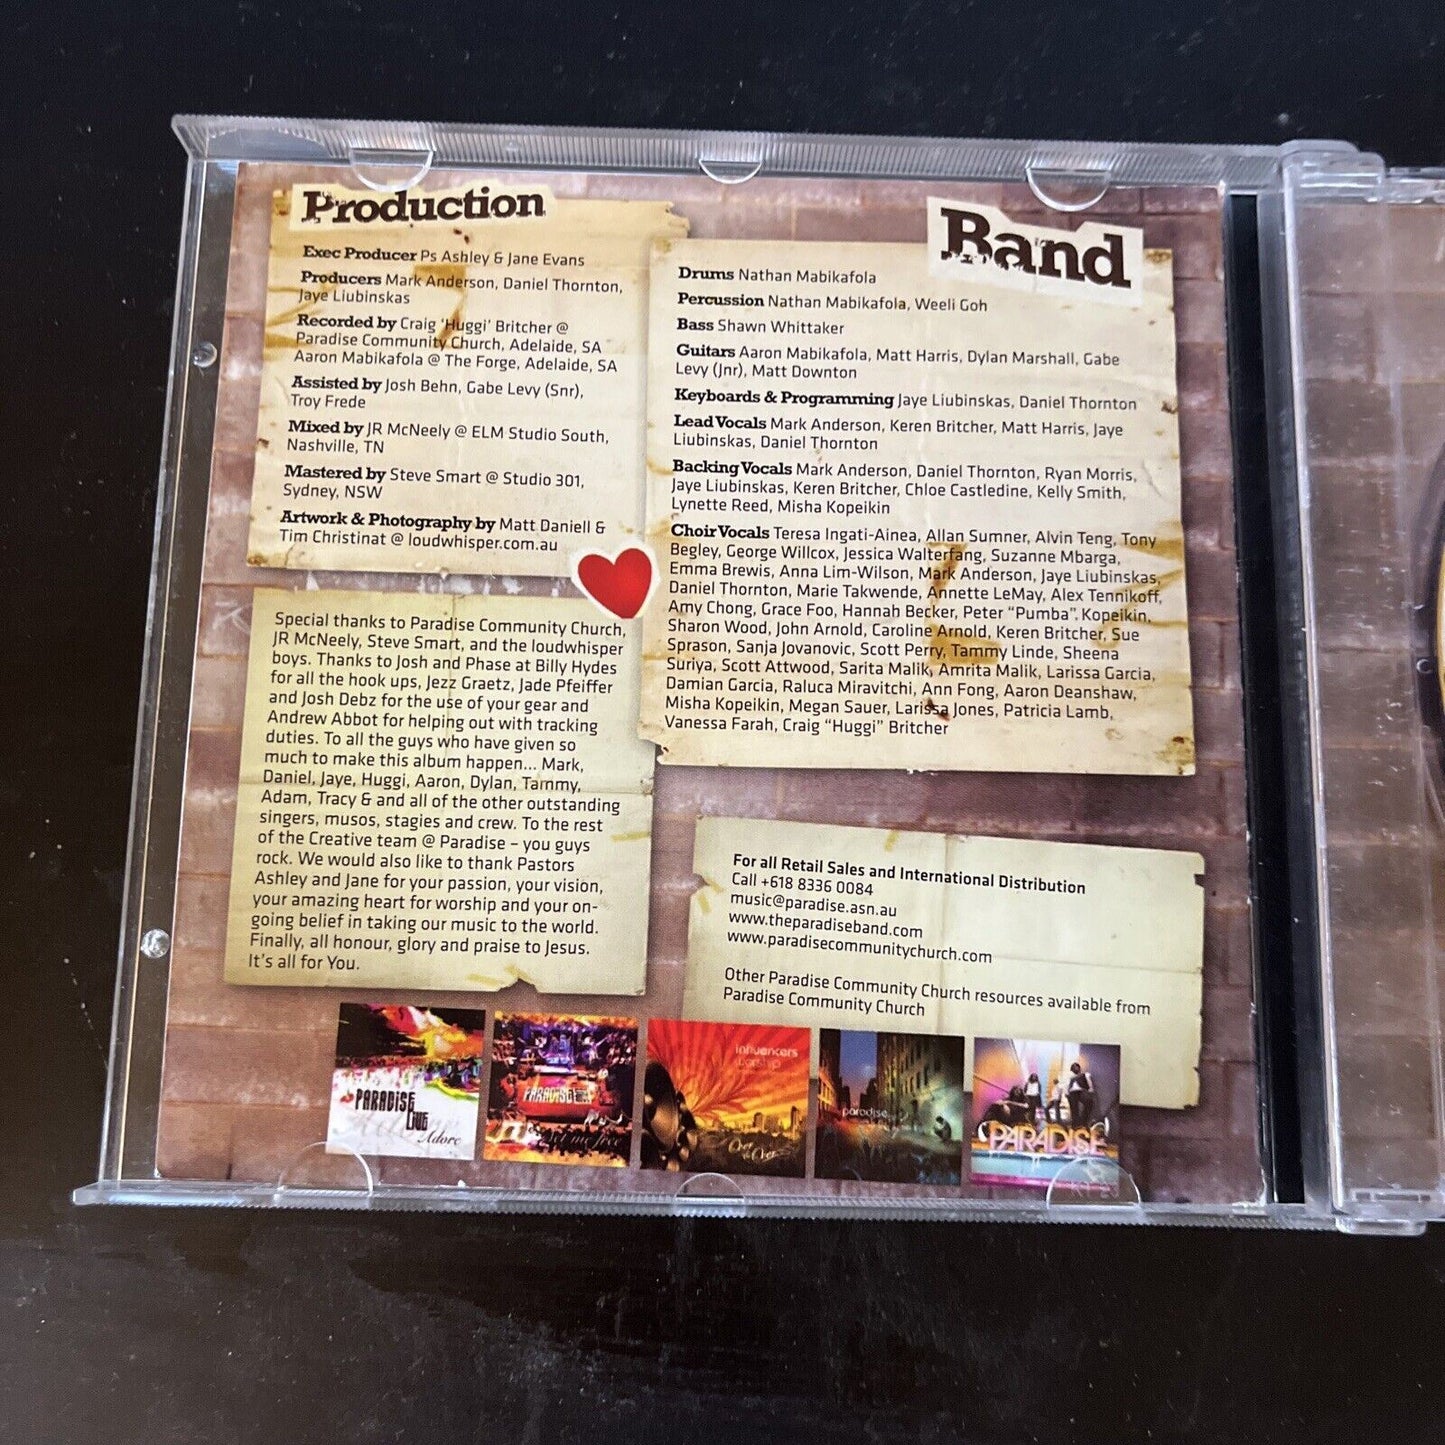 Production
Exec Producer Ps Ashley & Jane Evans
Producers Mark Anderson, Daniel Thornton,
Jaye Liubinskas
Recorded by Craig ‘Huggi’ Britcher @
Paradise Community Church, Adelaide, SA
Aaron Mabikafola @ The Forge, Adelaide, SA
Assisted by Josh Behn, Gabe Levy (Snr),
Troy Frede
Mixed by JR McNeely @ ELM Studio South,
Nashville, TN
Mastered by Steve Smart @ Studio 301,
Sydney, NSW
Artwork & Photography by Matt Daniell &
Tim Christinat @ loudwhisper.com.au
Special thanks to Paradise Community Church,
JR McNeely, Steve Smart, and the loudwhisper
boys. Thanks to Josh and Phase at Billy Hydes
for all the hook ups, Jezz Graetz, Jade Pfeiffer
and Josh Debz for the use of your gear and
Andrew Abbot for helping out with tracking
duties. To all the guys who have given so
much to make this album happen... Mark,
Daniel, Jaye, Huggi, Aaron, Dylan, Tammy,
Adam, Tracy & and all of the other outstanding
singers, musos, stagies and crew. To the rest
of the Creative team @ Paradise – you guys
rock. We would also like to thank Pastors
Ashley and Jane for your passion, your vision,
your amazing heart for worship and your on-
going belief in taking our music to the world.
Finally, all honour, glory and praise to Jesus.
It's all for You.
Band
Drums Nathan Mabikafola
Percussion Nathan Mabikafola, Weeli Goh
Bass Shawn Whittaker
Guitars Aaron Mabikafola, Matt Harris, Dylan Marshall, Gabe
Levy (Jnr), Matt Downton
Keyboards & Programming Jaye Liubinskas, Daniel Thornton
Lead Vocals Mark Anderson, Keren Britcher, Matt Harris, Jaye
Liubinskas, Daniel Thornton
Backing Vocals Mark Anderson, Daniel Thornton, Ryan Morris,
Jaye Liubinskas, Keren Britcher, Chloe Castledine, Kelly Smith,
Lynette Reed, Misha Kopeikin
Choir Vocals Teresa Ingati-Ainea, Allan Sumner, Alvin Teng, Tony
Begley, George Willcox, Jessica Walterfang, Suzanne Mbarga,
Emma Brewis, Anna Lim-Wilson, Mark Anderson, Jaye Liubinskas,
Daniel Thornton, Marie Takwende, Annette LeMay, Alex Tennikoff,
Amy Chong, Grace Foo, Hannah Becker, Peter “Pumba” Kopeikin,
Sharon Wood, John Arnold, Caroline Arnold, Keren Britcher, Sue
Sprason, Sanja Jovanovic, Scott Perry, Tammy Linde, Sheena
Suriya, Scott Attwood, Sarita Malik, Amrita Malik, Larissa Garcia,
Damian Garcia, Raluca Miravitchi, Ann Fong, Aaron Deanshaw,
Misha Kopeikin, Megan Sauer, Larissa Jones, Patricia Lamb,
Vanessa Farah, Craig “Huggi” Britcher
For all Retail Sales and International Distribution
Call +618 8336 0084
music@paradise.asn.au
www.theparadiseband.com
www.paradisecommunitychurch.com
Other Paradise Community Church resources available from
Paradise Community Church
PARADISE
LIVE
Adore
PARADISE
influencers
worship
Over
& Over
paradise
PARADISE